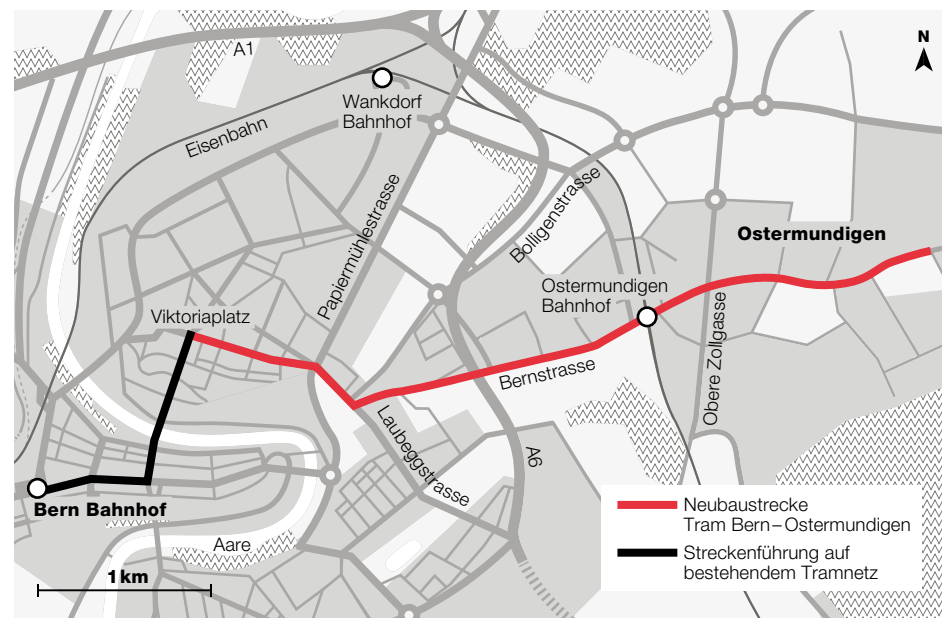 A1
N
Wankdorf
Bahnhof
Eisenbahn
Papiermühlestrasse
Bolligenstrasse
Ostermundigen
Ostermundigen
Bahnhof
Viktoriaplatz
Obere Zollgasse
Bernstrasse
Laubeggstrasse
A6
Bern Bahnhof
Aare
1 km
Neubaustrecke
Tram Bern–Ostermundigen
Streckenführung auf
bestehendem Tramnetz